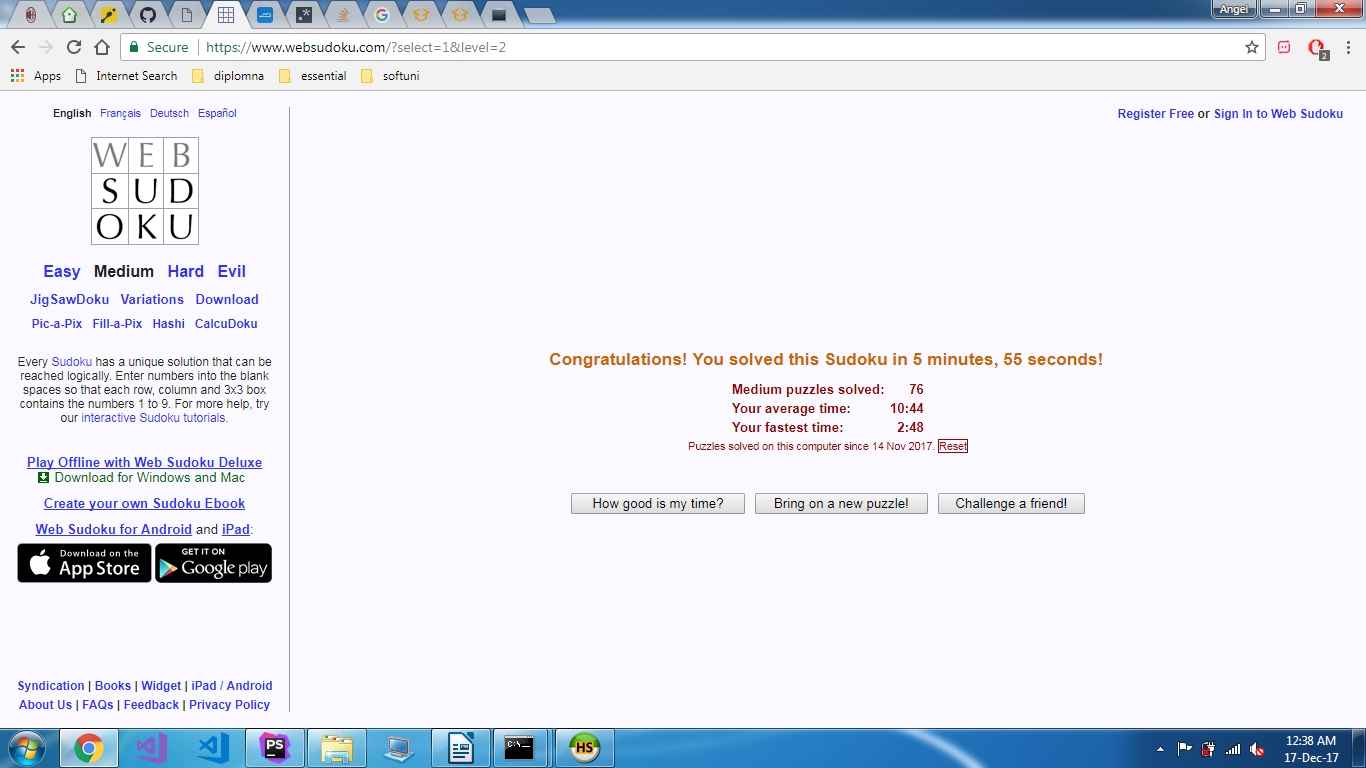 Angel
Secure https://www.websudoku.com/?select=1&level=2
2
Apps Internet Search diplomna essential softuni
English Français Deutsch Español
Register Free or Sign In to Web Sudoku
WEB
SUD
OKU
Easy Medium Hard Evil
JigSawDoku Variations Download
Pic-a-Pix Fill-a-Pix Hashi CalcuDoku
Every Sudoku has a unique solution that can be
reached logically. Enter numbers into the blank
spaces so that each row, column and 3x3 box
contains the numbers 1 to 9. For more help, try
our interactive Sudoku tutorials.
Congratulations! You solved this Sudoku in 5 minutes, 55 seconds!
Medium puzzles solved: 76
Your average time: 10:44
Your fastest time: 2:48
Puzzles solved on this computer since 14 Nov 2017. Reset
How good is my time? Bring on a new puzzle! Challenge a friend!
Play Offline with Web Sudoku Deluxe
Download for Windows and Mac
Create your own Sudoku Ebook
Web Sudoku for Android and iPad:
Download on the
App Store
GET IT ON
Google play
Syndication | Books | Widget | iPad / Android
About Us | FAQs | Feedback | Privacy Policy
PS
C:\.
HS
12:38 AM
17-Dec-17